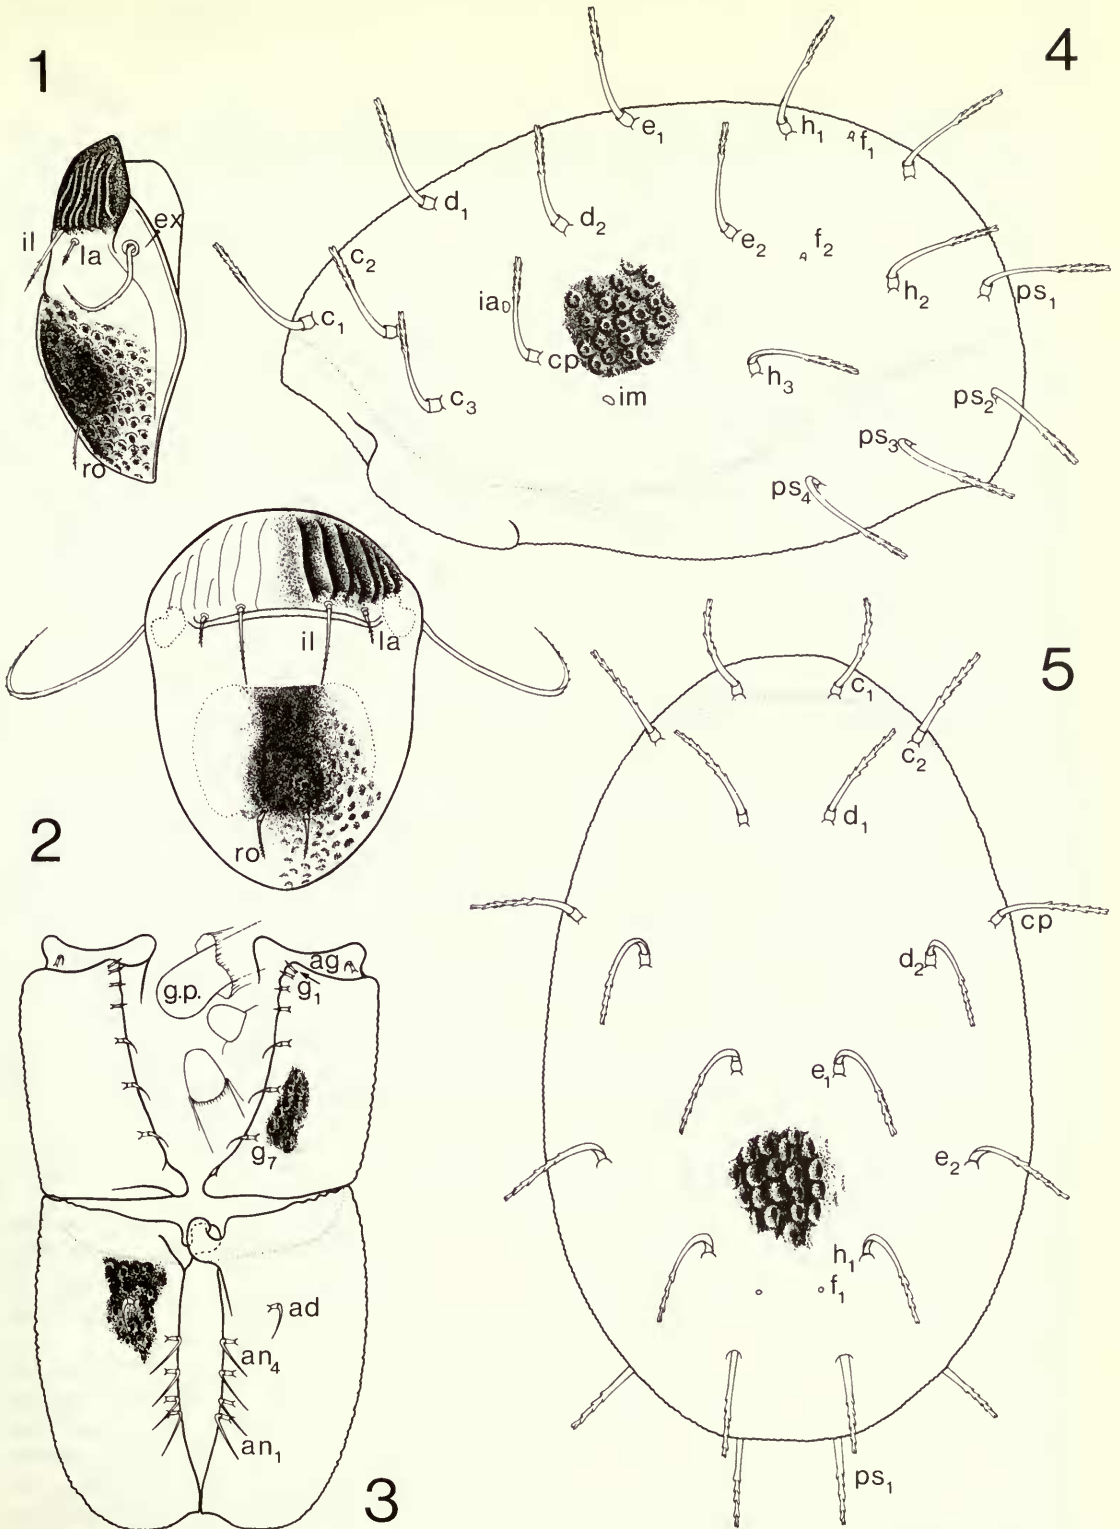 1
il
la
ex
ro
4
e1
h1
f1
d1
d2
e2
f2
c2
h2
ps1
c1
iaD
cp
c3
im
h3
ps2
ps3
ps4
2
il
la
ro
5
c1
c2
d1
cp
d2
e1
e2
h1
f1
ps1
3
g.p.
ag
g1
g7
ad
an4
an1